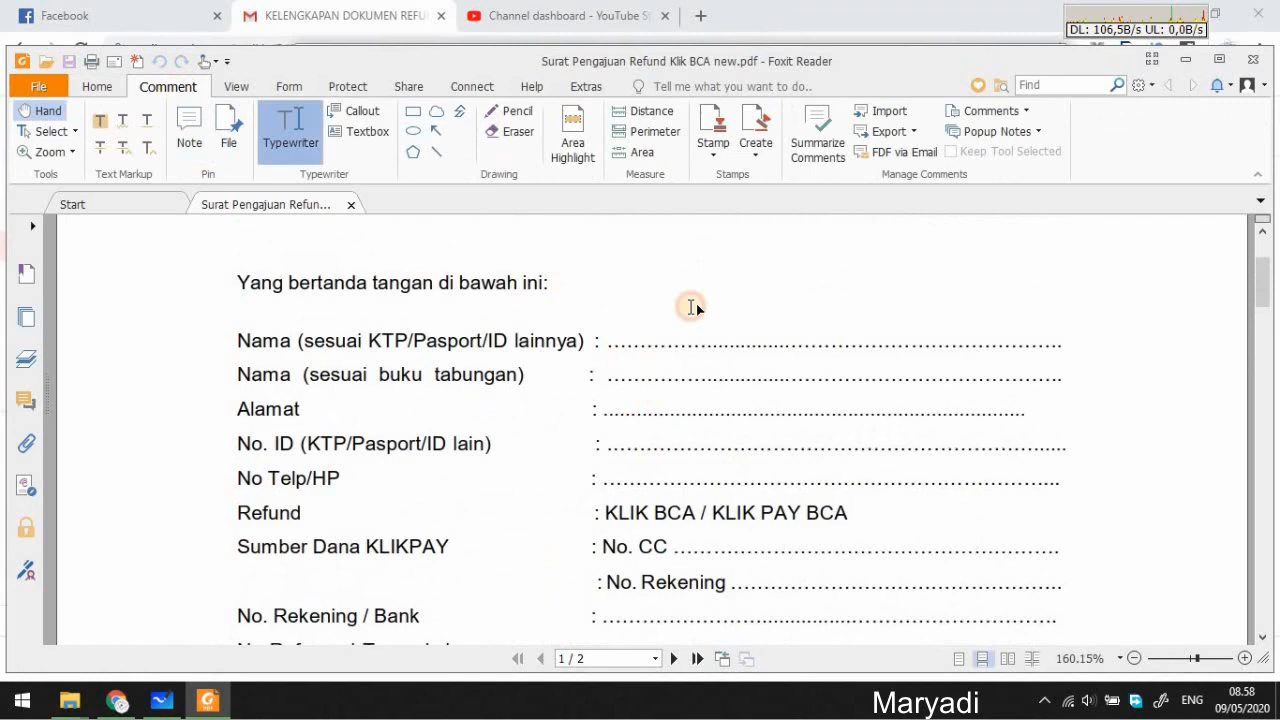 Facebook
KELENGKAPAN DOKUMEN REFU
Channel dashboard - YouTube St
DL: 106,5B/s UL: 0,0B/s
Surat Pengajuan Refund Klik BCA new.pdf - Foxit Reader
File Home Comment View Form Protect Share Connect Help Extras Tell me what you want to do.. Find
Hand
Select
Zoom
Tools
Text Markup
Note
File
Pin
Typewriter
Callout
Textbox
Typewriter
Pencil
Eraser
Area Highlight
Drawing
Distance
Perimeter
Area
Measure
Stamp
Create
Stamps
Summarize Comments
Import
Export
FDF via Email
Comments
Popup Notes
Keep Tool Selected
Manage Comments
Start
Surat Pengajuan Refun...
Yang bertanda tangan di bawah ini:
Nama (sesuai KTP/Pasport/ID lainnya) : ……………..............…………………………………………….
Nama (sesuai buku tabungan) : ……………..............…………………………………………….
Alamat : ................................................................................
No. ID (KTP/Pasport/ID lain) : ………………………………………………………………………......
No Telp/HP : ………………………………………………………………………...
Refund : KLIK BCA / KLIK PAY BCA
Sumber Dana KLIKPAY : No. CC …………………………………………………………….
: No. Rekening …………………………………………………….
No. Rekening / Bank : ……………………….................………………………………….
1 / 2
160.15%
Maryadi
ENG
08.58
09/05/2020